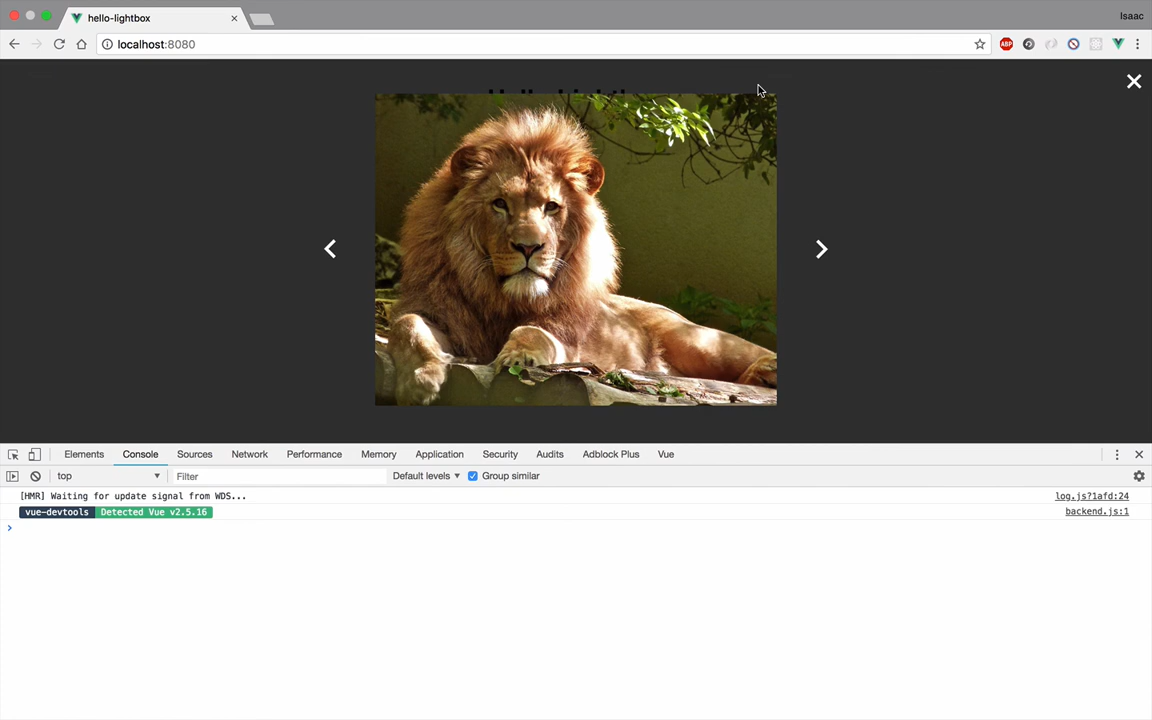 hello-lightbox
Isaac
localhost:8080
ABP
Elements Console Sources Network Performance Memory Application Security Audits Adblock Plus Vue
top Filter Default levels Group similar
[HMR] Waiting for update signal from WDS... log.js?1afd:24
vue-devtools Detected Vue v2.5.16 backend.js:1